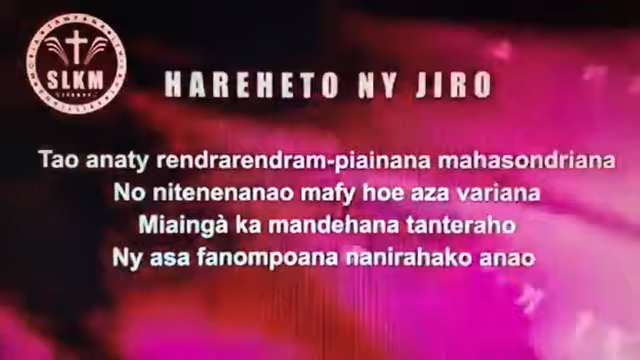 SLKM
HAREHETO NY JIRO
Tao anaty rendrarendram-piainana mahasondriana
No nitenenanao mafy hoe aza variana
Miaingà ka mandehana tanteraho
Ny asa fanompoana nanirahako anao